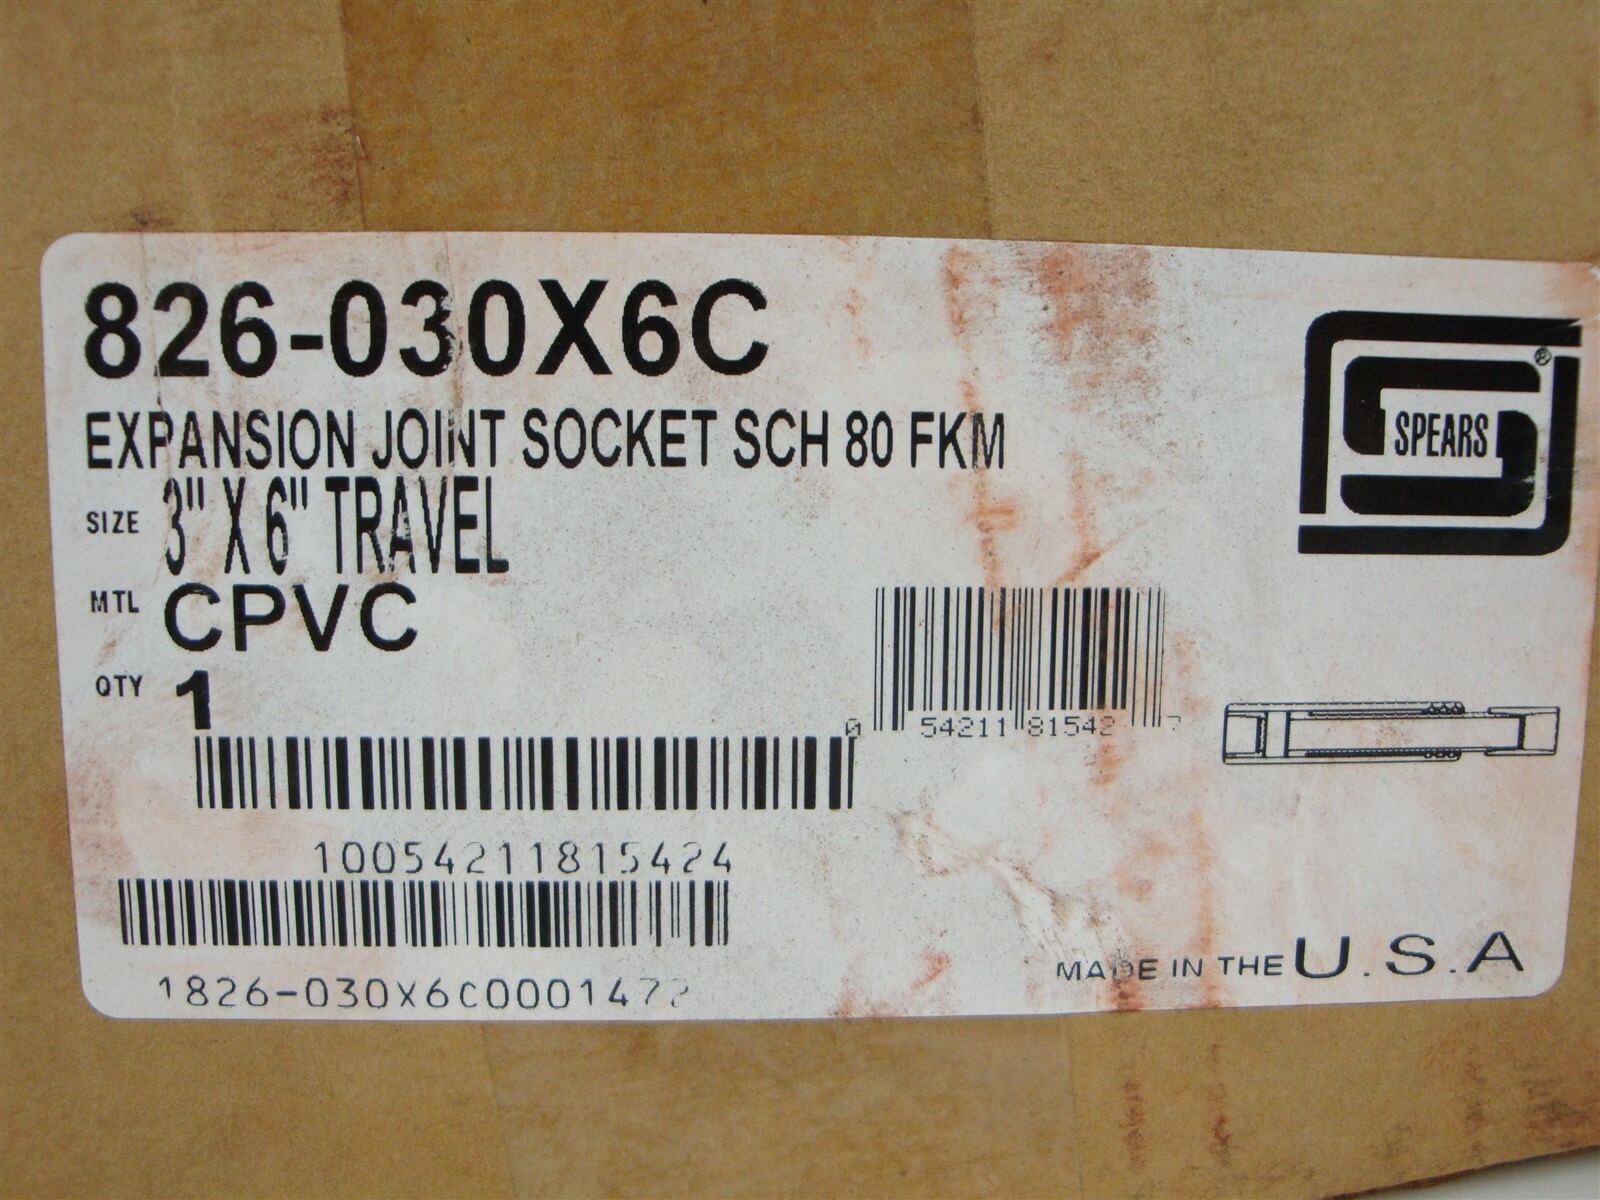 826-030X6C
EXPANSION JOINT SOCKET SCH 80 FKM
SIZE 3" X 6" TRAVEL
MTL CPVC
QTY 1
SPEARS ®
0 54211 81542 7
10054211815424
1826-030X6C0001472
MADE IN THE U.S.A